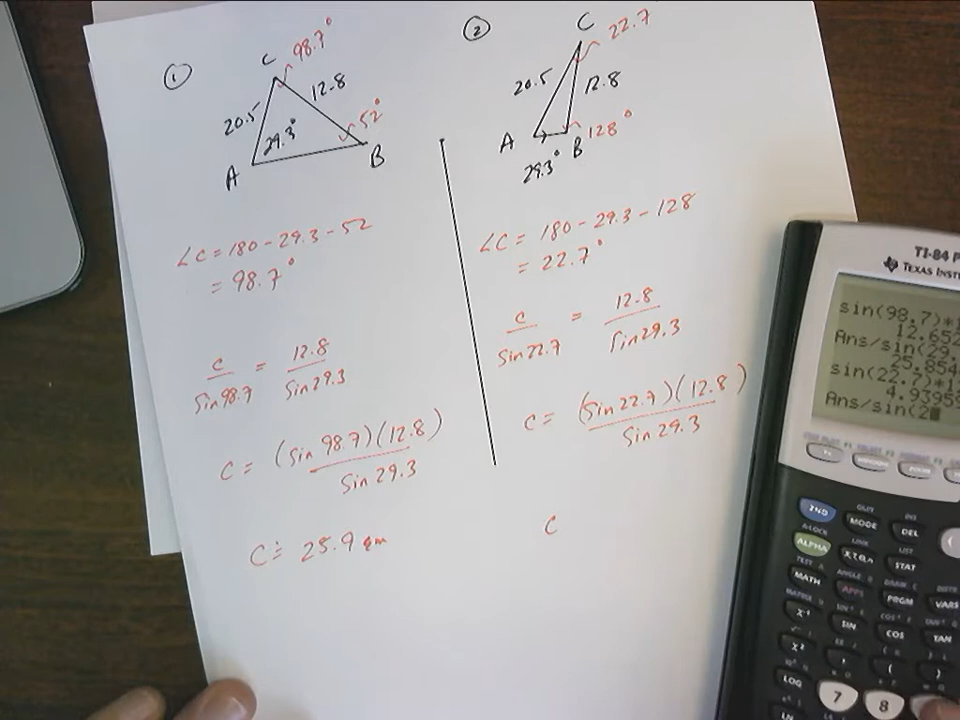 ①
C 98.7°
20.5 12.8
29.3° 52°
A B
∠C = 180 - 29.3 - 52
= 98.7°
c / Sin 98.7 = 12.8 / Sin 29.3
C = (Sin 98.7)(12.8) / Sin 29.3
C ≐ 25.9 cm
②
C 22.7
20.5 12.8
A B 128°
29.3°
∠C = 180 - 29.3 - 128
= 22.7°
c / Sin 22.7 = 12.8 / Sin 29.3
C = (Sin 22.7)(12.8) / Sin 29.3
C
TI-84 P
TEXAS INST
sin(98.7)*1
12.652
Ans/sin(29.
25.854
sin(22.7)*1
4.9395
Ans/sin(2
2ND
MODE
DEL
A-LOCK
LINK
LIST
ALPHA
X,T,θ,n
STAT
MATH
APPS
PRGM
VARS
SIN
COS
TAN
,
(
)
LOG
7
8